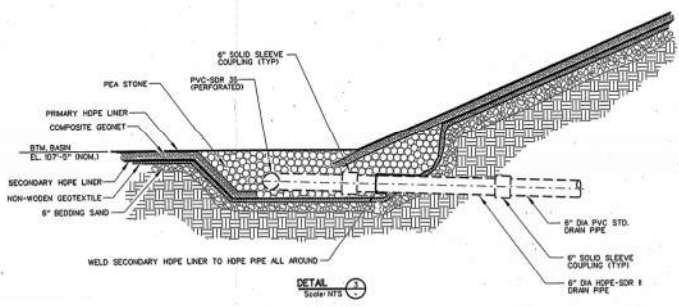 6" SOLID SLEEVE
COUPLING (TYP)
PVC-SDR 35
(PERFORATED)
PEA STONE
PRIMARY HDPE LINER
COMPOSITE GEONET
BTM. BASIN
EL. 107'-5" (NOM.)
SECONDARY HDPE LINER
NON-WODEN GEOTEXTILE
6" BEDDING SAND
WELD SECONDARY HDPE LINER TO HDPE PIPE ALL AROUND
6" DIA PVC STD.
DRAIN PIPE
6" SOLID SLEEVE
COUPLING (TYP)
6" DIA HDPE-SDR 11
DRAIN PIPE
DETAIL 3
Scale: NTS -